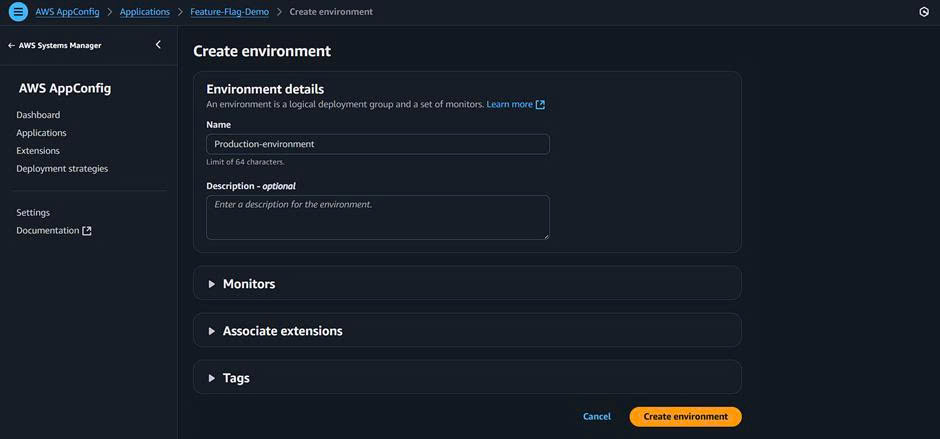 AWS AppConfig > Applications > Feature-Flag-Demo > Create environment
← AWS Systems Manager
AWS AppConfig
Dashboard
Applications
Extensions
Deployment strategies
Settings
Documentation
Create environment
Environment details
An environment is a logical deployment group and a set of monitors. Learn more
Name
Production-environment
Limit of 64 characters.
Description - optional
Enter a description for the environment.
Monitors
Associate extensions
Tags
Cancel
Create environment